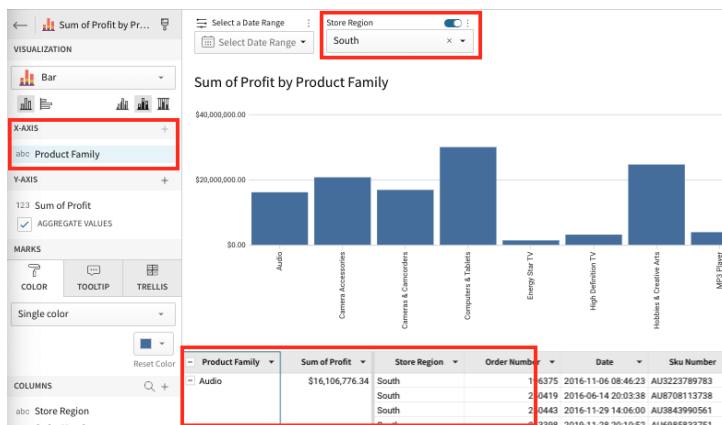 Sum of Profit by Pr...
VISUALIZATION
Bar
X-AXIS
abc Product Family
Y-AXIS
123 Sum of Profit
AGGREGATE VALUES
MARKS
COLOR TOOLTIP TRELLIS
Single color
Reset Color
COLUMNS
abc Store Region
Select a Date Range
Select Date Range
Store Region
South
Sum of Profit by Product Family
$40,000,000.00
$20,000,000.00
$0.00
Audio
Camera Accessories
Cameras & Camcorders
Computers & Tablets
Energy Star TV
High Definition TV
Hobbies & Creative Arts
MP3 Player
Product Family Sum of Profit Store Region Order Number Date Sku Number
Audio $16,106,776.34 South 2016-11-06 08:46:23 AU3223789783
South 2016-06-14 20:03:38 AU8708113738
South 2016-11-29 14:06:00 AU3843990561